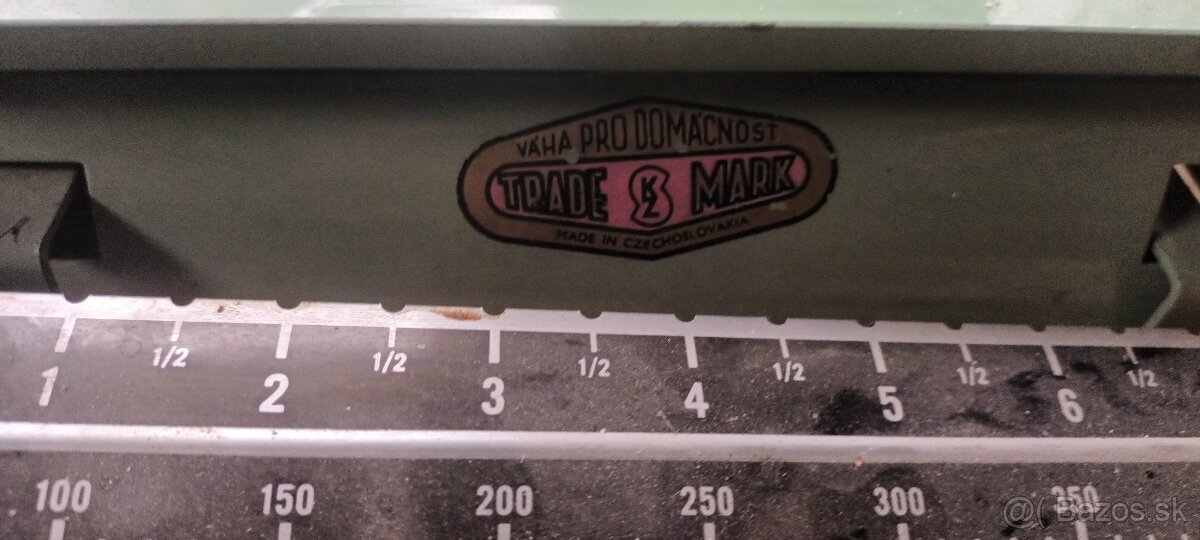 VÁHA PRO DOMÁCNOST
TRADE KZ MARK
MADE IN CZECHOSLOVAKIA
1/2 1/2 1/2 1/2 1/2 1/2
1 2 3 4 5 6
100 150 200 250 300 350
@( Bazos.sk